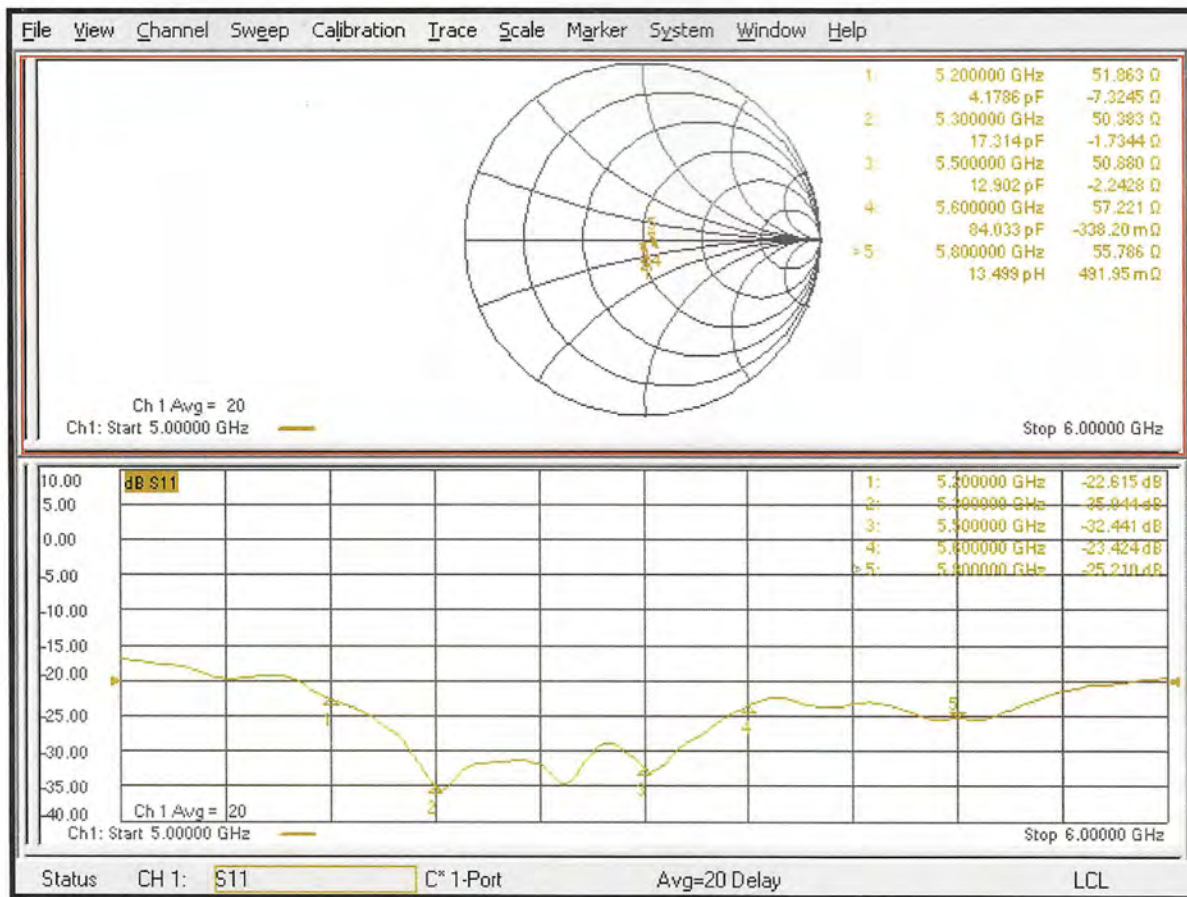 File View Channel Sweep Calibration Trace Scale Marker System Window Help
1: 5.200000 GHz 51.863 Ω
4.1786 pF -7.3245 Ω
2: 5.300000 GHz 50.383 Ω
17.314 pF -1.7344 Ω
3: 5.500000 GHz 50.880 Ω
12.902 pF -2.2428 Ω
4: 5.600000 GHz 57.221 Ω
84.033 pF -338.20 mΩ
> 5: 5.800000 GHz 55.786 Ω
13.499 pH 491.95 mΩ
Ch 1 Avg = 20
Ch1: Start 5.00000 GHz
Stop 6.00000 GHz
dB S11
10.00
5.00
0.00
-5.00
-10.00
-15.00
-20.00
-25.00
-30.00
-35.00
-40.00
1: 5.200000 GHz -22.615 dB
2: 5.300000 GHz
3: 5.500000 GHz -32.441 dB
4: 5.600000 GHz -23.424 dB
> 5: 5.800000 GHz -25.210 dB
1
2
3
4
5
Ch 1 Avg = 20
Ch1: Start 5.00000 GHz
Stop 6.00000 GHz
Status CH 1: S11 C* 1-Port Avg=20 Delay LCL